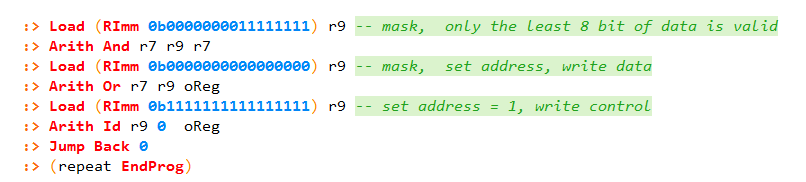 :> Load (RImm 0b0000000011111111) r9 -- mask,  only the least 8 bit of data is valid
:> Arith And r7 r9 r7
:> Load (RImm 0b0000000000000000) r9 -- mask,  set address, write data
:> Arith Or r7 r9 oReg
:> Load (RImm 0b1111111111111111) r9 -- set address = 1, write control
:> Arith Id r9 0  oReg
:> Jump Back 0
:> (repeat EndProg)